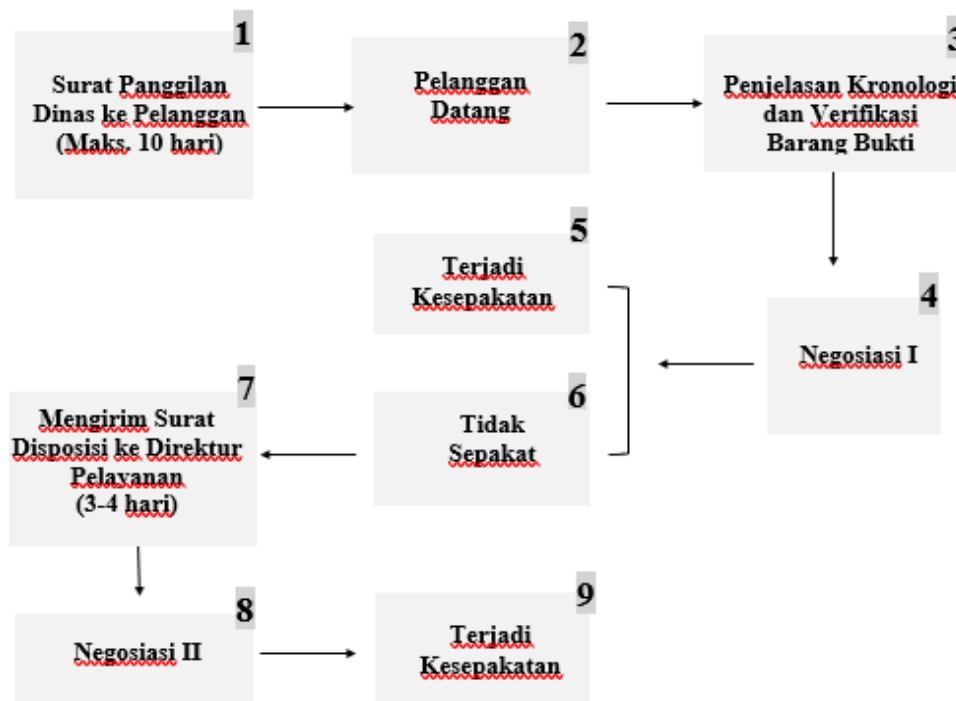 1
Surat Panggilan
Dinas ke Pelanggan
(Maks. 10 hari)
2
Pelanggan
Datang
3
Penjelasan Kronologi
dan Verifikasi
Barang Bukti
4
Negosiasi I
5
Terjadi
Kesepakatan
6
Tidak
Sepakat
7
Mengirim Surat
Disposisi ke Direktur
Pelayanan
(3-4 hari)
8
Negosiasi II
9
Terjadi
Kesepakatan